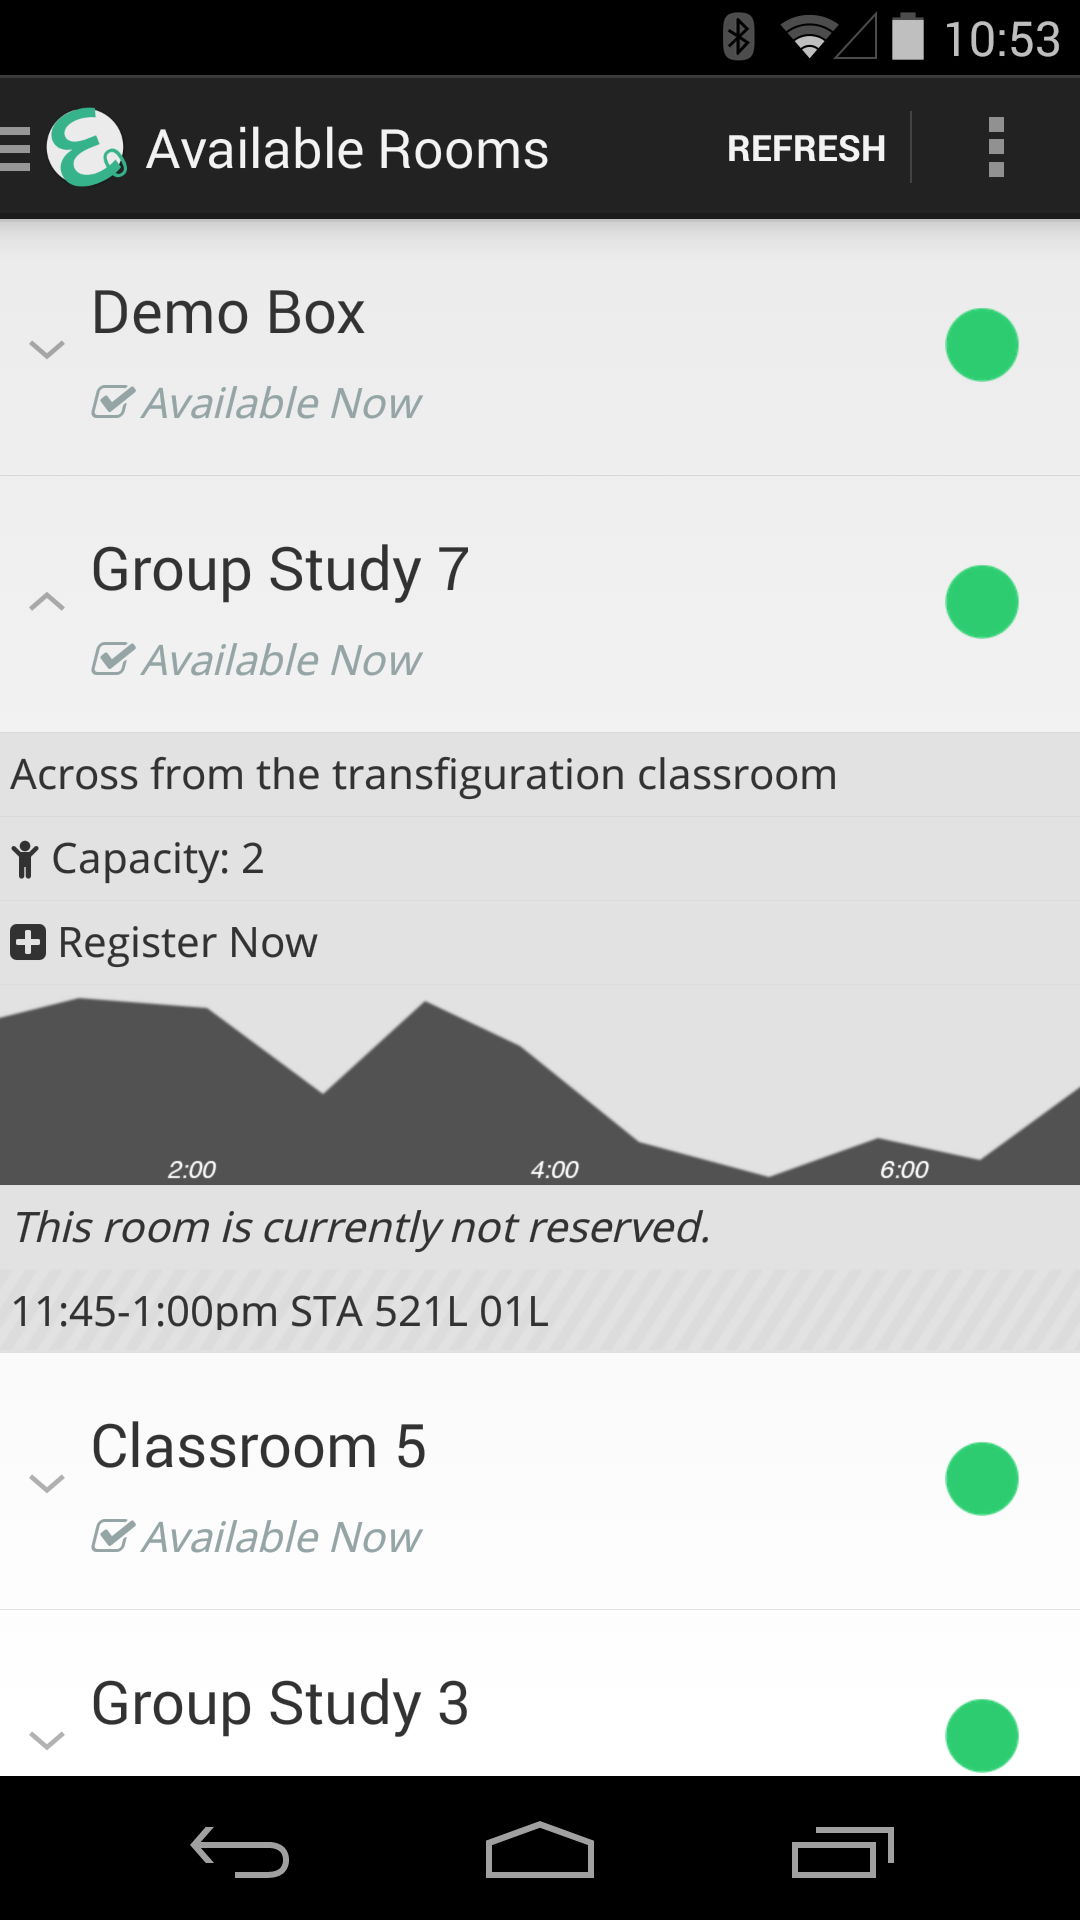 10:53
Available Rooms
REFRESH
Demo Box
Available Now
Group Study 7
Available Now
Across from the transfiguration classroom
Capacity: 2
Register Now
2:00 4:00 6:00
This room is currently not reserved.
11:45-1:00pm STA 521L 01L
Classroom 5
Available Now
Group Study 3